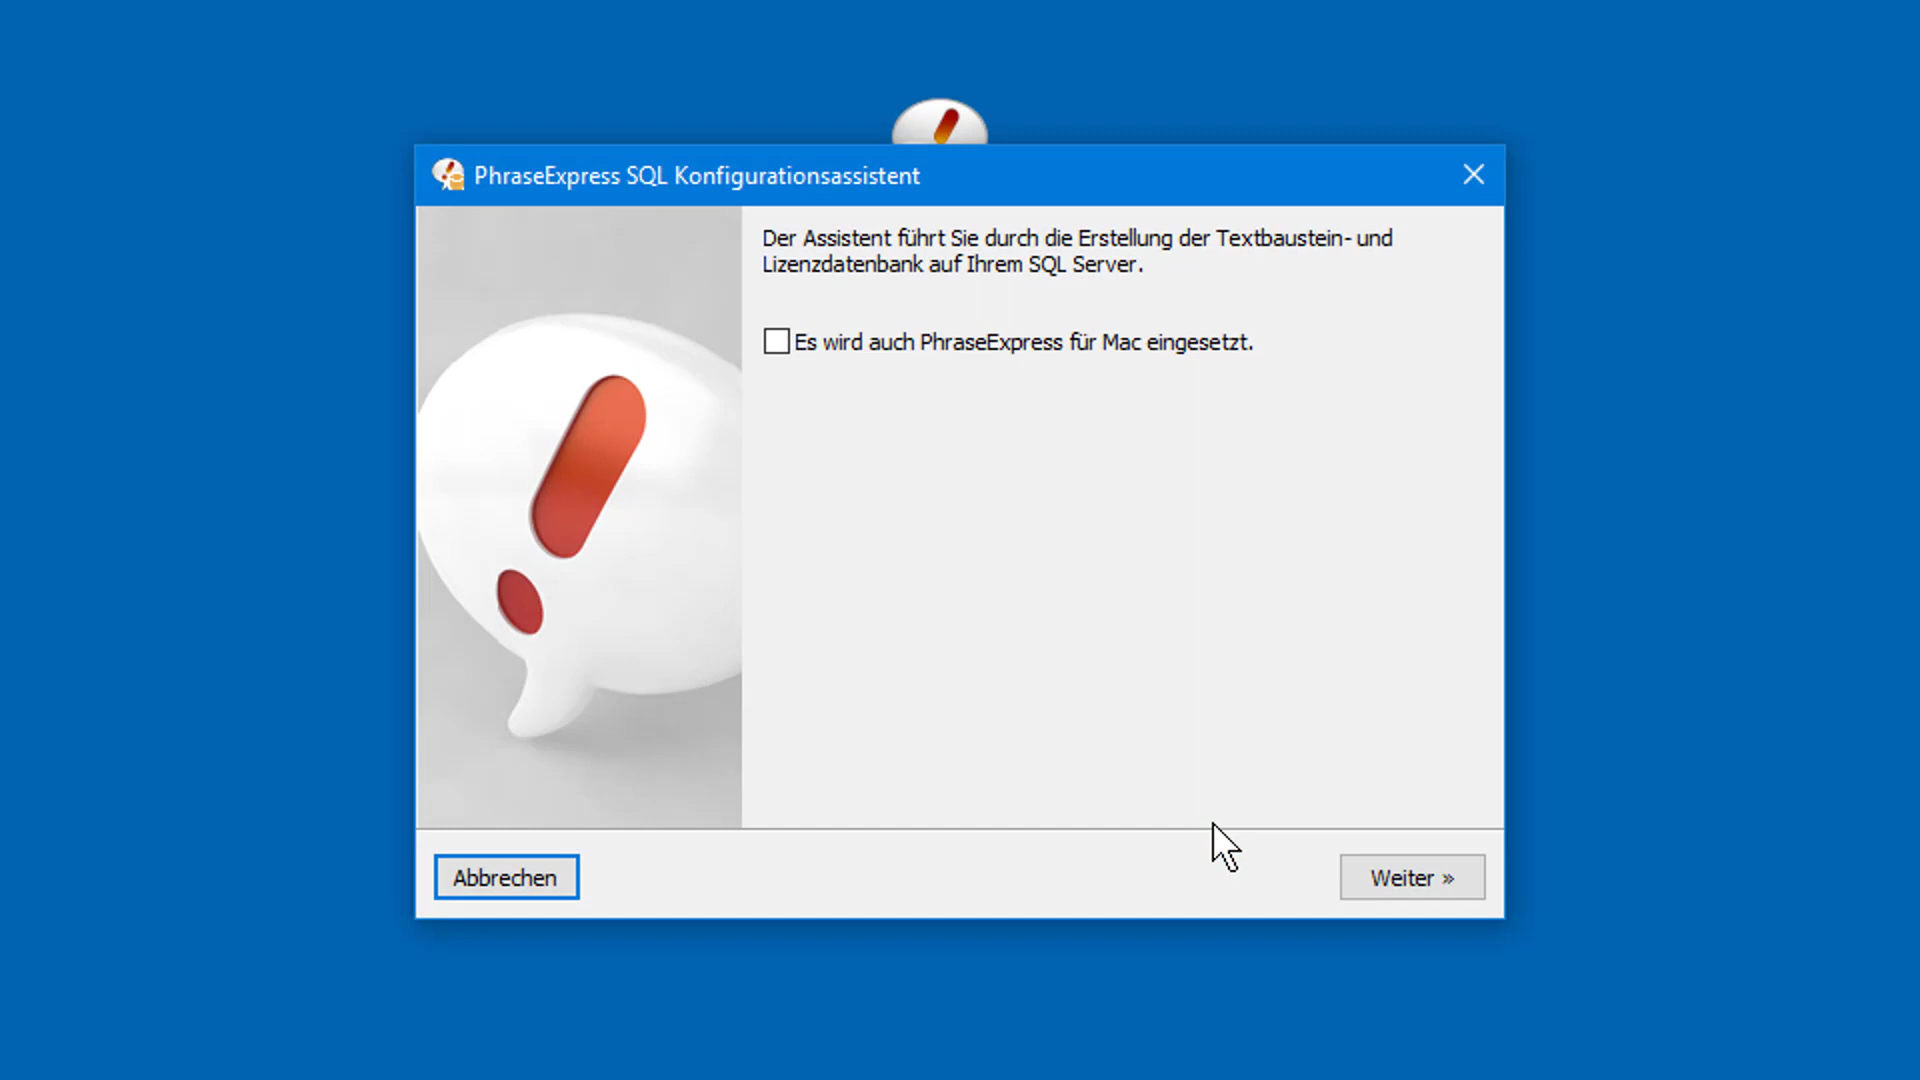 PhraseExpress SQL Konfigurationsassistent
Der Assistent führt Sie durch die Erstellung der Textbaustein- und
Lizenzdatenbank auf Ihrem SQL Server.
Es wird auch PhraseExpress für Mac eingesetzt.
Abbrechen
Weiter »